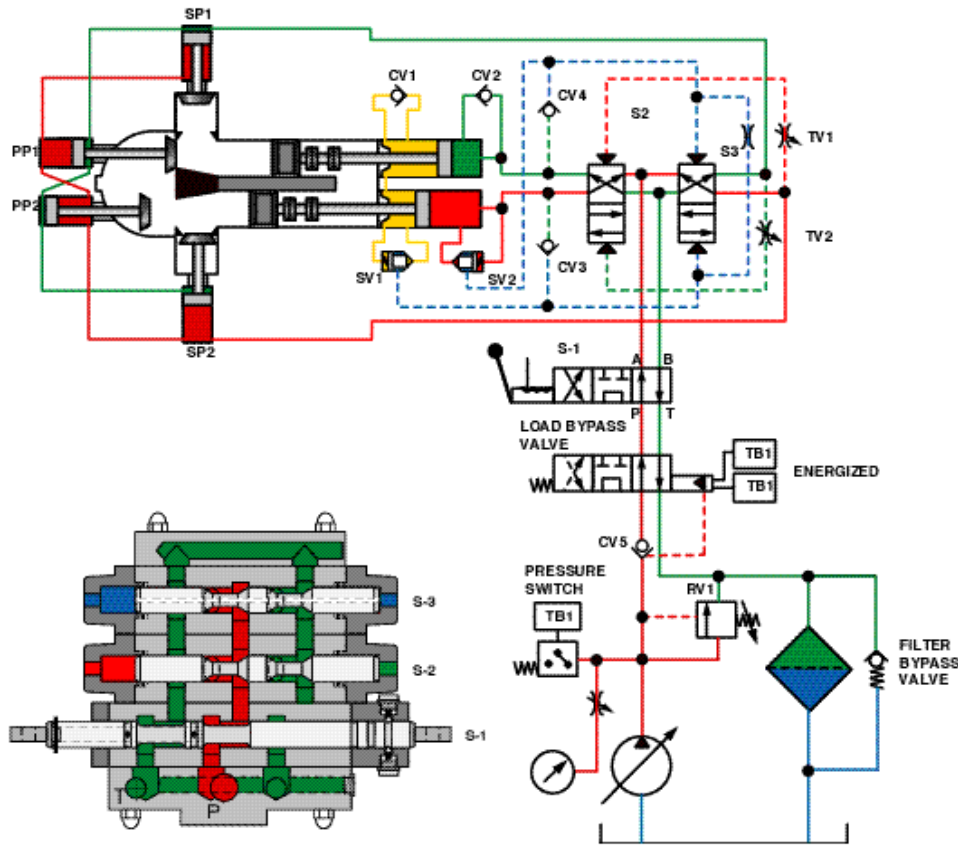 SP1
CV1
CV2
CV4
S2
S3
TV1
PP1
PP2
TV2
CV3
SV1
SV2
SP2
S-1
A
B
P
T
LOAD BYPASS
VALVE
TB1
ENERGIZED
TB1
CV5
PRESSURE
SWITCH
RV1
TB1
FILTER
BYPASS
VALVE
S-3
S-2
S-1
T
P